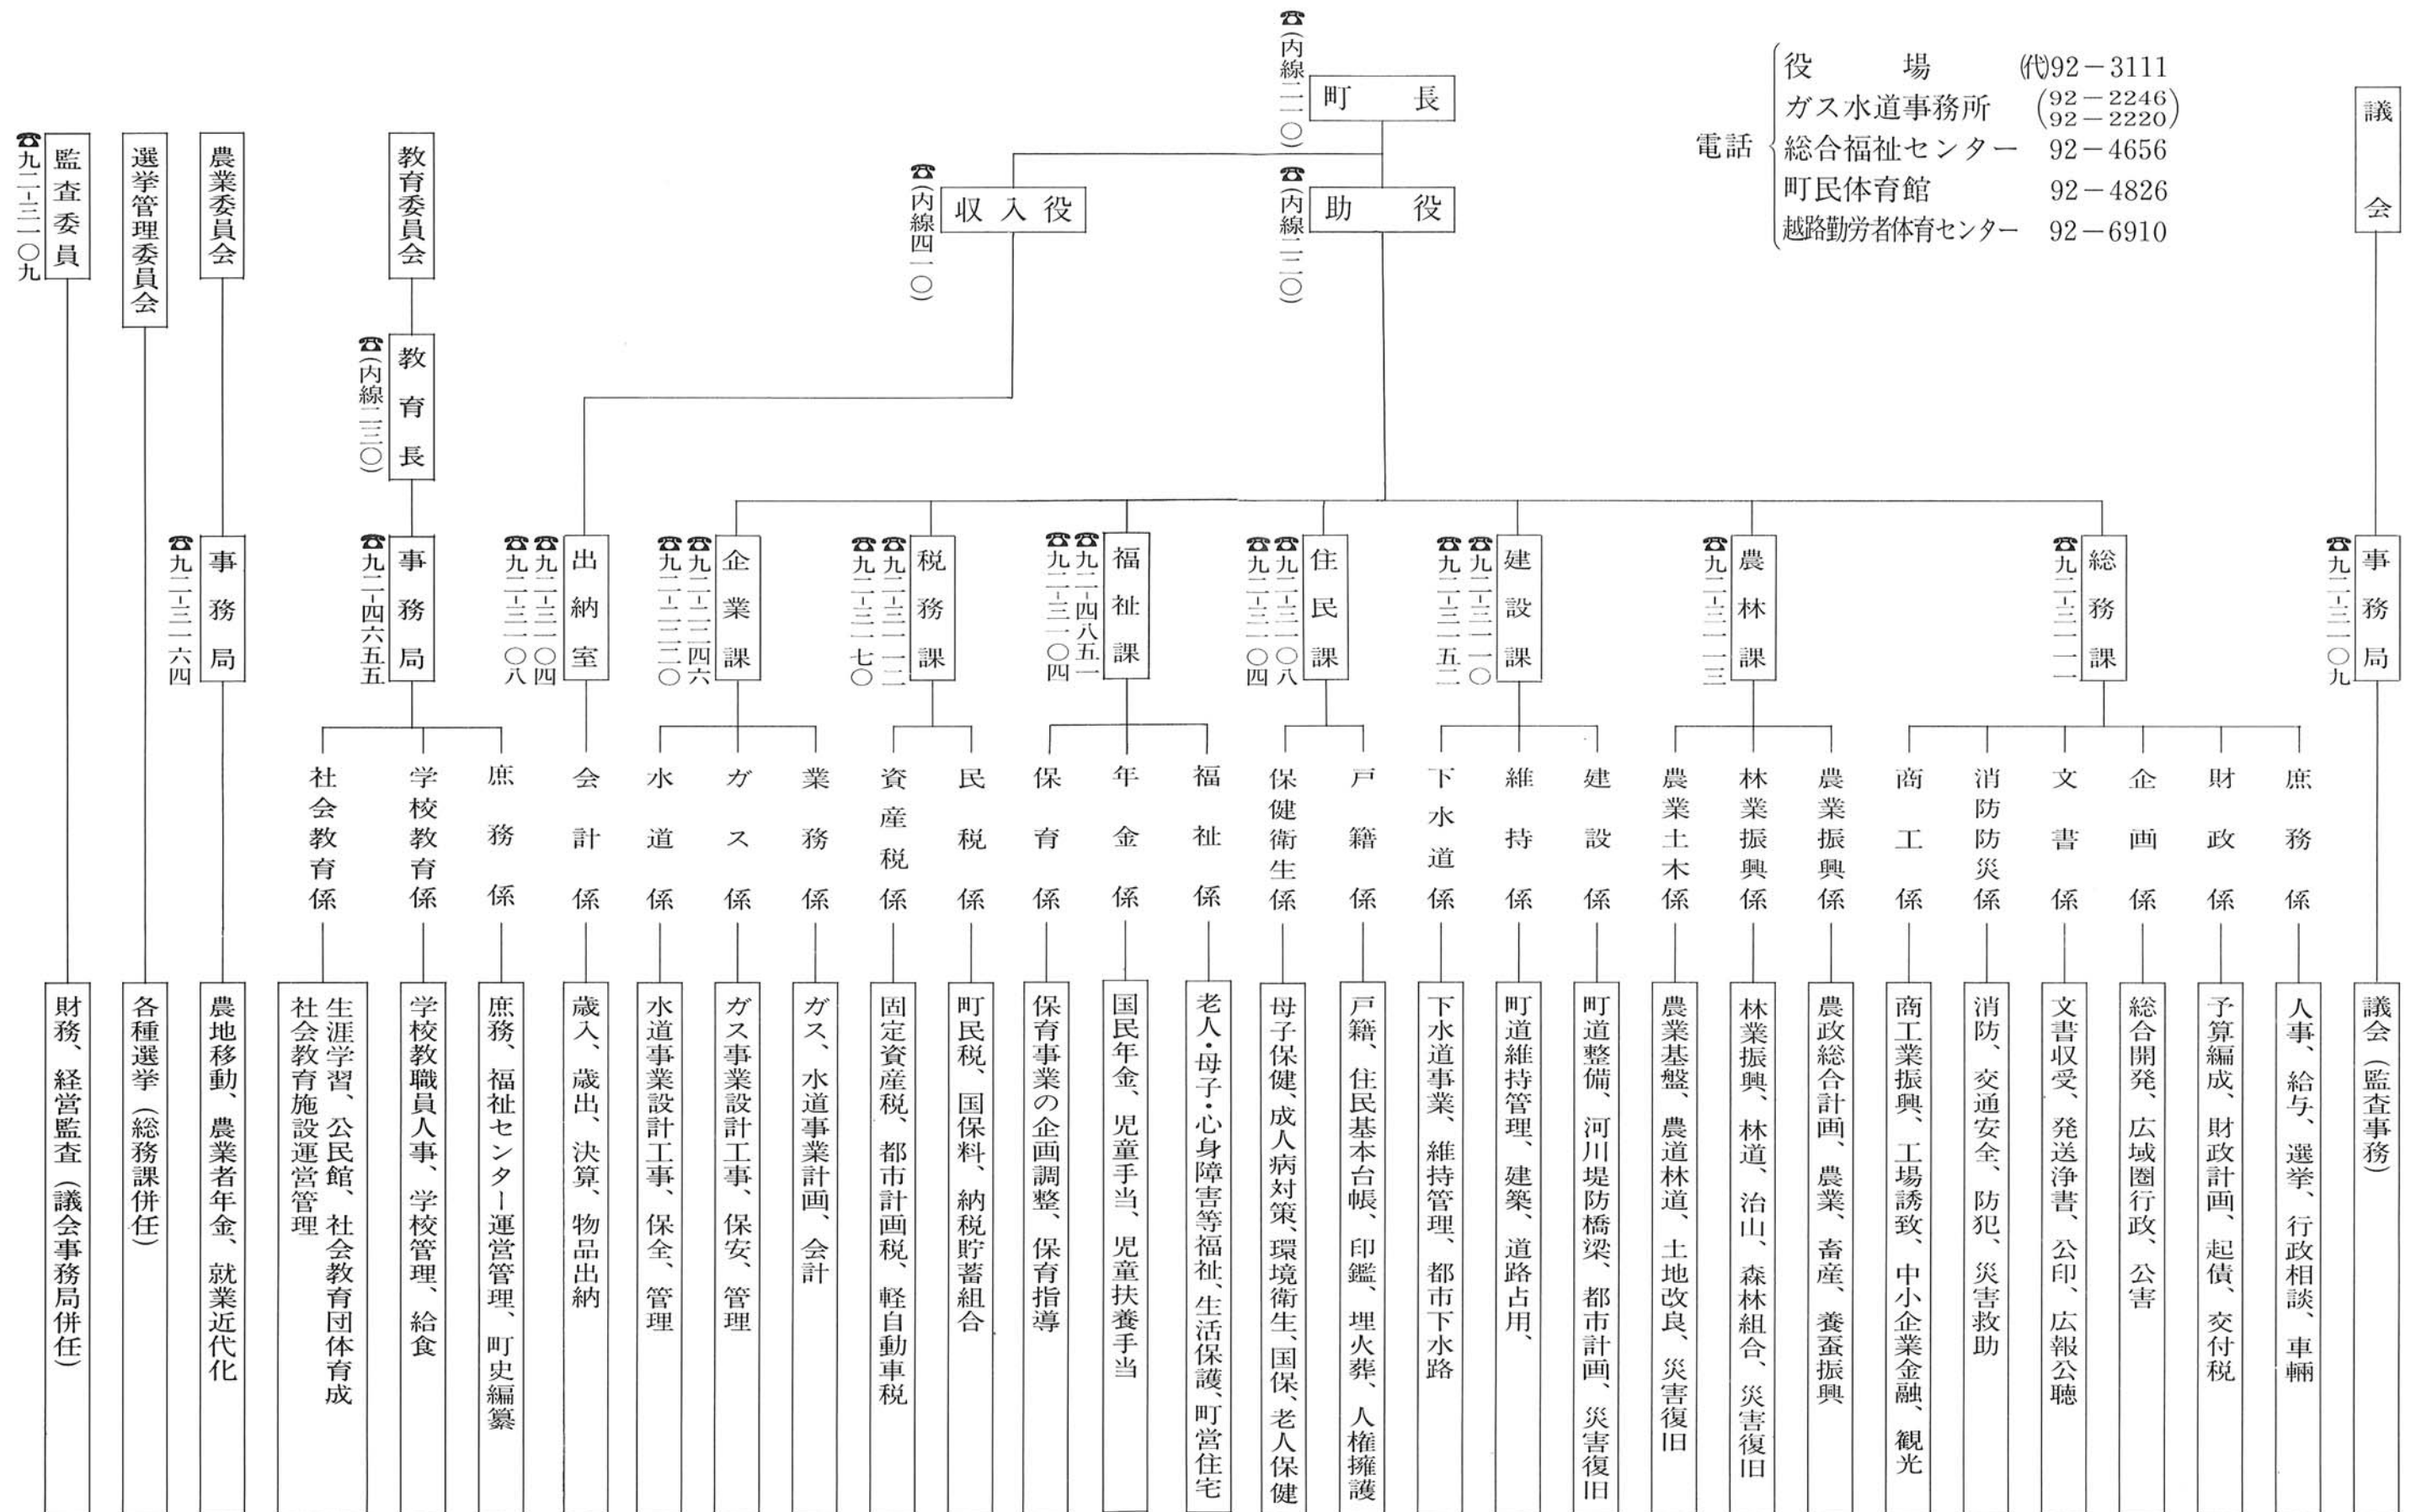 議会
事務局
☎九二-三一〇九
議会（監査事務）
電話
役場 (代)92－3111
ガス水道事務所 (92－2246
92－2220)
総合福祉センター 92－4656
町民体育館 92－4826
越路勤労者体育センター 92－6910
町長
☎（内線二一〇）
助役
☎（内線二二〇）
収入役
☎（内線四一〇）
総務課
☎九二-三一一一
庶務係
人事、給与、選挙、行政相談、車輛
財政係
予算編成、財政計画、起債、交付税
企画係
総合開発、広域圏行政、公害
文書係
文書収受、発送浄書、公印、広報公聴
消防防災係
消防、交通安全、防犯、災害救助
商工係
商工業振興、工場誘致、中小企業金融、観光
農林課
☎九二-三一一三
農業振興係
農政総合計画、農業、畜産、養蚕振興
林業振興係
林業振興、林道、治山、森林組合、災害復旧
農業土木係
農業基盤、農道林道、土地改良、災害復旧
建設課
☎九二-三一一〇
☎九二-三一五二
建設係
町道整備、河川堤防橋梁、都市計画、災害復旧
維持係
町道維持管理、建築、道路占用、
下水道係
下水道事業、維持管理、都市下水路
住民課
☎九二-三一〇八
☎九二-三一〇四
戸籍係
戸籍、住民基本台帳、印鑑、埋火葬、人権擁護
保健衛生係
母子保健、成人病対策、環境衛生、国保、老人保健
福祉課
☎九二-四八五一
☎九二-三一〇四
福祉係
老人・母子・心身障害等福祉、生活保護、町営住宅
年金係
国民年金、児童手当、児童扶養手当
保育係
保育事業の企画調整、保育指導
税務課
☎九二-三一一二
☎九二-三一七〇
民税係
町民税、国保料、納税貯蓄組合
資産税係
固定資産税、都市計画税、軽自動車税
企業課
☎九二-二二四六
☎九二-二二二〇
業務係
ガス、水道事業計画、会計
ガス係
ガス事業設計工事、保安、管理
水道係
水道事業設計工事、保全、管理
出納室
☎九二-三一〇四
☎九二-三一〇八
会計係
歳入、歳出、決算、物品出納
教育委員会
教育長
☎（内線二三〇）
事務局
☎九二-四六五五
庶務係
庶務、福祉センター運営管理、町史編纂
学校教育係
学校教職員人事、学校管理、給食
社会教育係
生涯学習、公民館、社会教育団体育成
社会教育施設運営管理
農業委員会
事務局
☎九二-三一六四
農地移動、農業者年金、就業近代化
選挙管理委員会
各種選挙（総務課併任）
監査委員
☎九二-三一〇九
財務、経営監査（議会事務局併任）